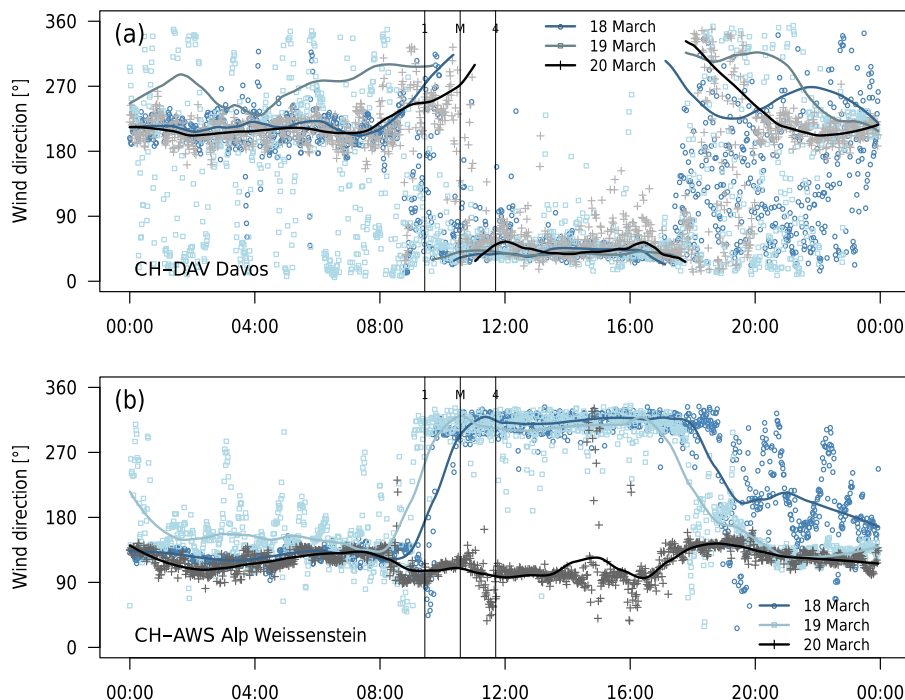 (a)
1 M 4
18 March
19 March
20 March
Wind direction [°]
360
270
180
90
0
CH–DAV Davos
00:00 04:00 08:00 12:00 16:00 20:00 00:00
(b)
1 M 4
Wind direction [°]
360
270
180
90
0
18 March
19 March
20 March
CH–AWS Alp Weissenstein
00:00 04:00 08:00 12:00 16:00 20:00 00:00